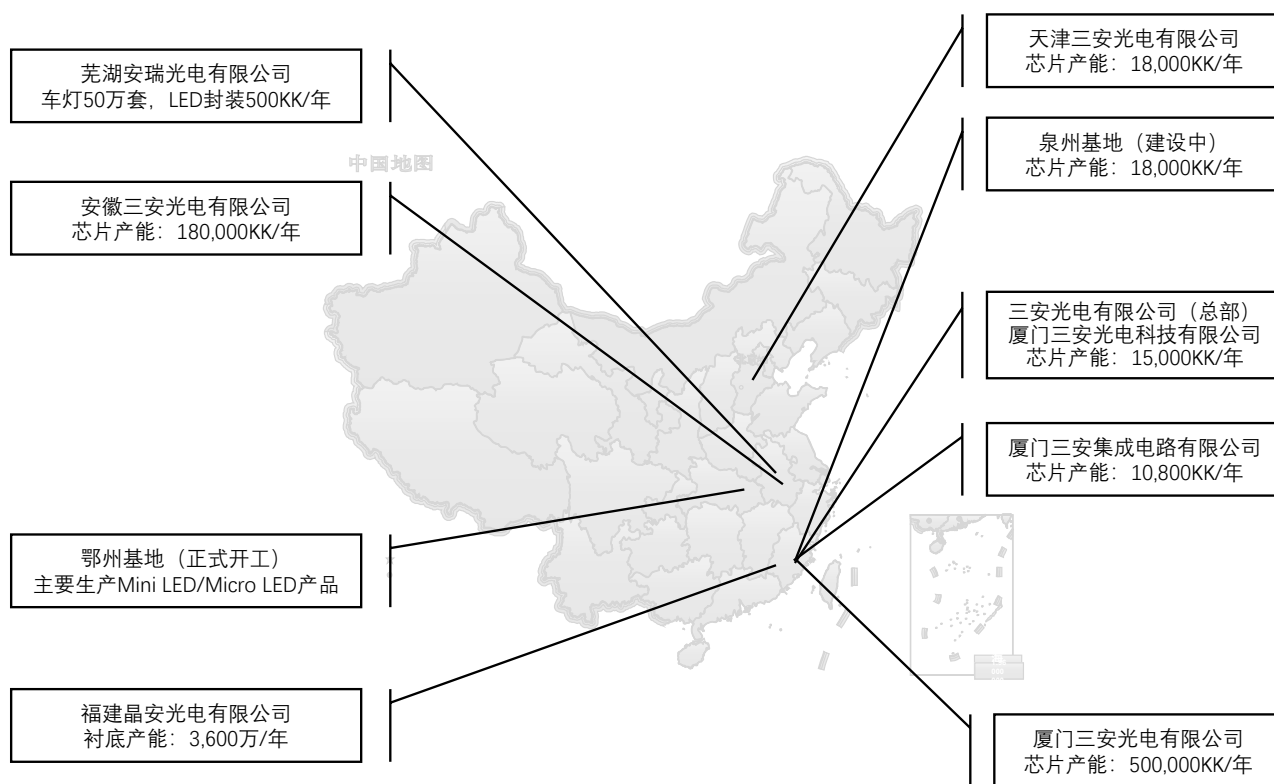 芜湖安瑞光电有限公司
车灯50万套，LED封装500KK/年
中国地图
安徽三安光电有限公司
芯片产能：180,000KK/年
鄂州基地（正式开工）
主要生产Mini LED/Micro LED产品
福建晶安光电有限公司
衬底产能：3,600万/年
天津三安光电有限公司
芯片产能：18,000KK/年
泉州基地（建设中）
芯片产能：18,000KK/年
三安光电有限公司（总部）
厦门三安光电科技有限公司
芯片产能：15,000KK/年
厦门三安集成电路有限公司
芯片产能：10,800KK/年
厦门三安光电有限公司
芯片产能：500,000KK/年